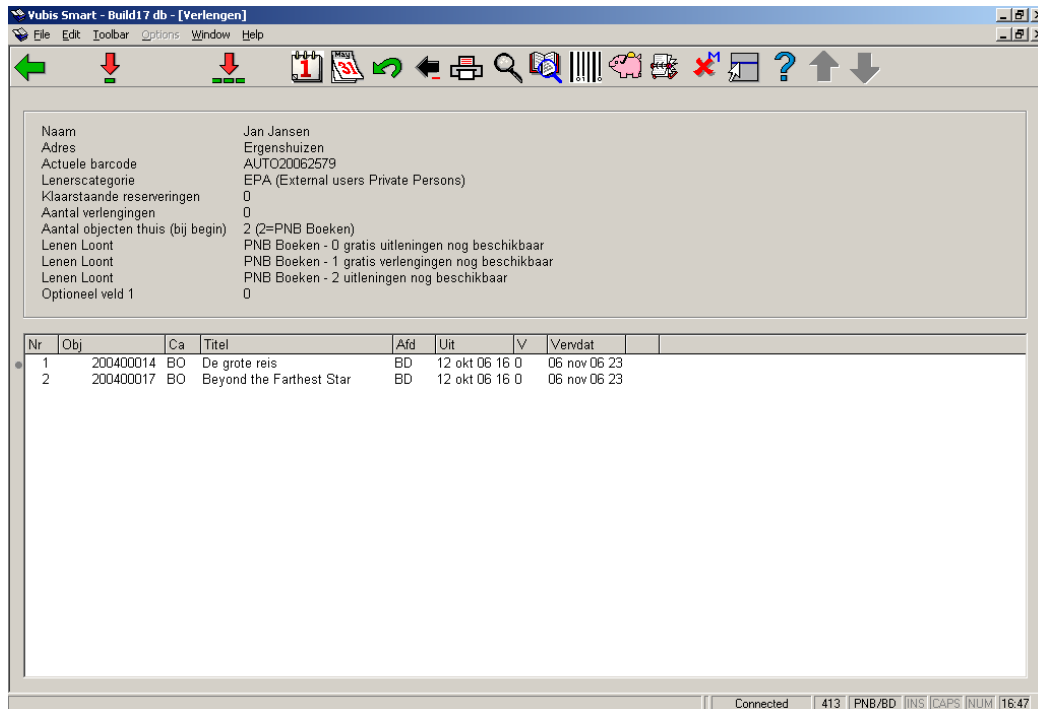 Vubis Smart - Build17 db - [Verlengen]
File Edit Toolbar Options Window Help
1 May 31 M ?
Naam Jan Jansen
Adres Ergenshuizen
Actuele barcode AUTO20062579
Lenerscategorie EPA (External users Private Persons)
Klaarstaande reserveringen 0
Aantal verlengingen 0
Aantal objecten thuis (bij begin) 2 (2=PNB Boeken)
Lenen Loont PNB Boeken - 0 gratis uitleningen nog beschikbaar
Lenen Loont PNB Boeken - 1 gratis verlengingen nog beschikbaar
Lenen Loont PNB Boeken - 2 uitleningen nog beschikbaar
Optioneel veld 1 0
Nr Obj Ca Titel Afd Uit V Vervdat
1 200400014 BO De grote reis BD 12 okt 06 16 0 06 nov 06 23
2 200400017 BO Beyond the Farthest Star BD 12 okt 06 16 0 06 nov 06 23
Connected 413 PNB/BD INS CAPS NUM 16:47